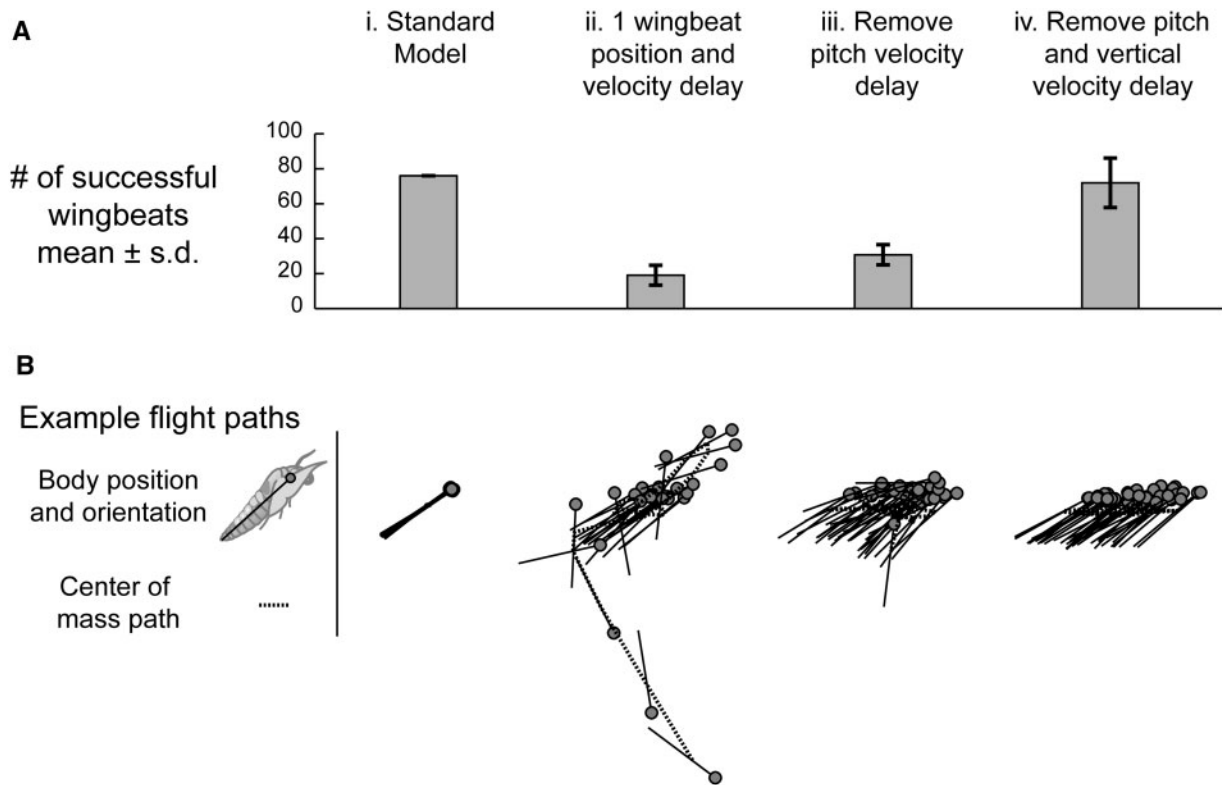 A
i. Standard
Model
ii. 1 wingbeat
position and
velocity delay
iii. Remove
pitch velocity
delay
iv. Remove pitch
and vertical
velocity delay
# of successful
wingbeats
mean ± s.d.
100
80
60
40
20
0
B
Example flight paths
Body position
and orientation
Center of
mass path